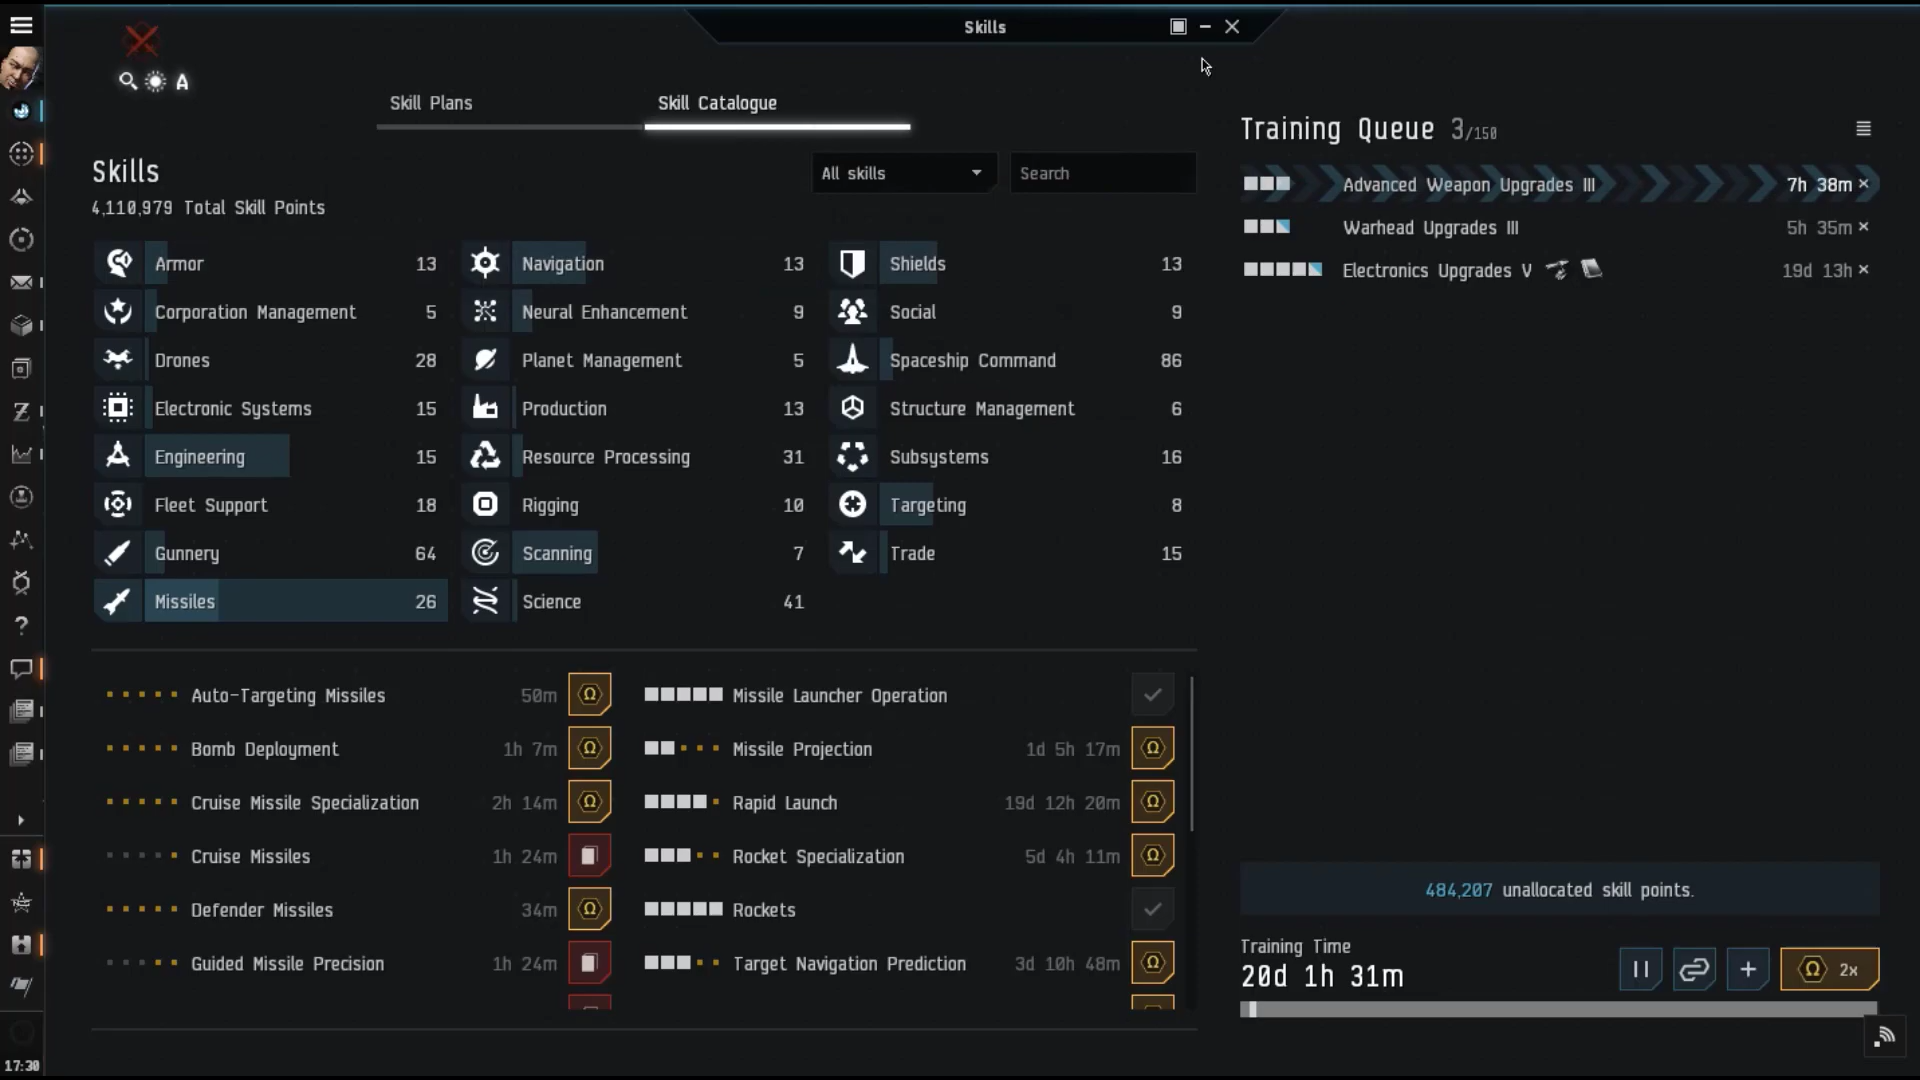 Skills
A
Skill Plans
Skill Catalogue
Skills
All skills
Search
4,110,979 Total Skill Points
Armor 13
Navigation 13
Shields 13
Corporation Management 5
Neural Enhancement 9
Social 9
Drones 28
Planet Management 5
Spaceship Command 86
Electronic Systems 15
Production 13
Structure Management 6
Engineering 15
Resource Processing 31
Subsystems 16
Fleet Support 18
Rigging 10
Targeting 8
Gunnery 64
Scanning 7
Trade 15
Missiles 26
Science 41
Auto-Targeting Missiles 50m Ω
Missile Launcher Operation
Bomb Deployment 1h 7m Ω
Missile Projection 1d 5h 17m Ω
Cruise Missile Specialization 2h 14m Ω
Rapid Launch 19d 12h 20m Ω
Cruise Missiles 1h 24m
Rocket Specialization 5d 4h 11m Ω
Defender Missiles 34m Ω
Rockets
Guided Missile Precision 1h 24m
Target Navigation Prediction 3d 10h 48m Ω
Training Queue 3/150
Advanced Weapon Upgrades III 7h 38m ×
Warhead Upgrades III 5h 35m ×
Electronics Upgrades V 19d 13h ×
484,207 unallocated skill points.
Training Time
20d 1h 31m
Ω 2x
17:30